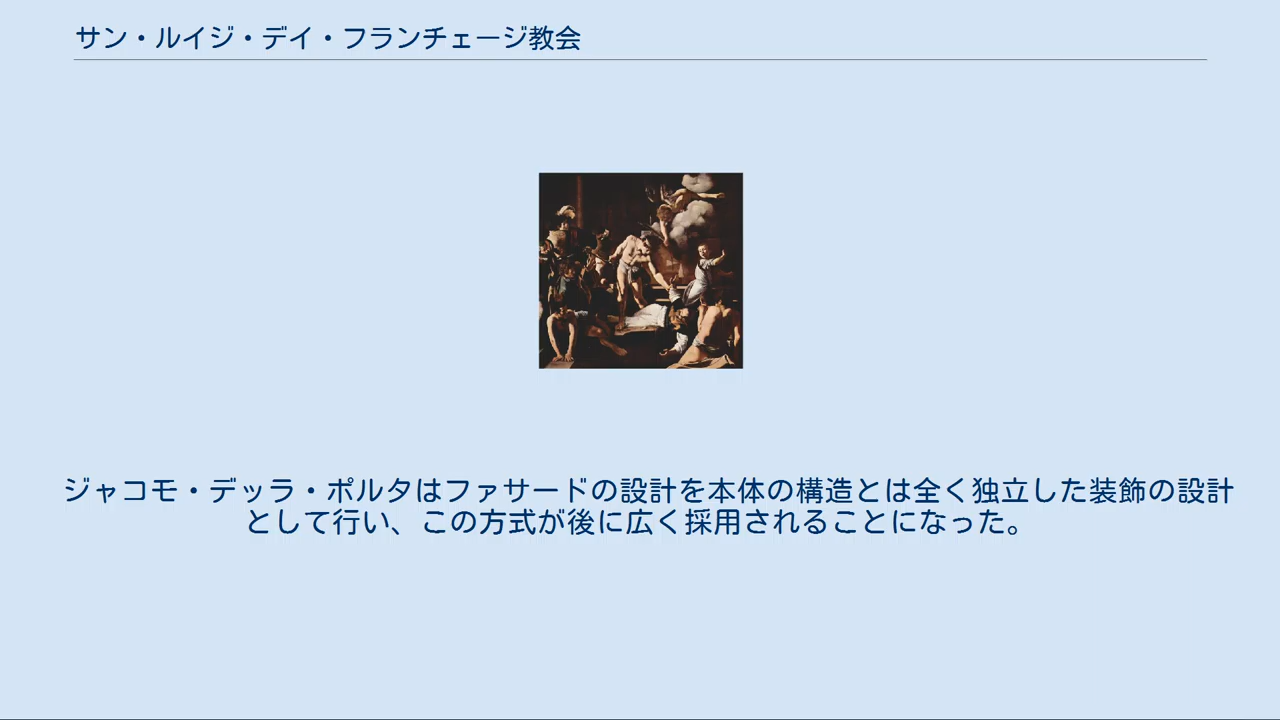 サン・ルイジ・デイ・フランチェージ教会
ジャコモ・デッラ・ポルタはファサードの設計を本体の構造とは全く独立した装飾の設計
として行い、この方式が後に広く採用されることになった。